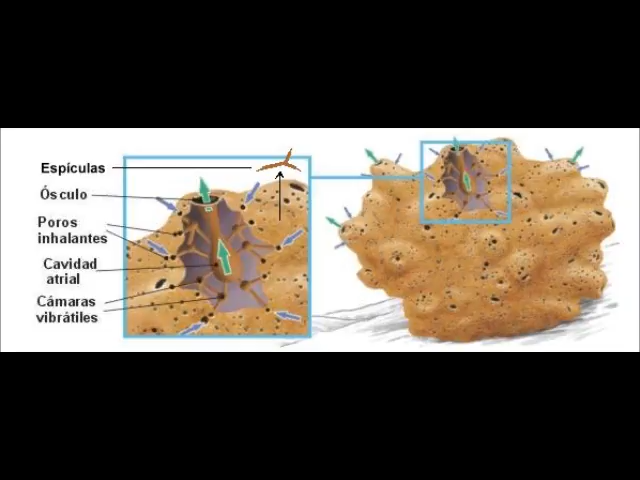 Espículas
Ósculo
Poros
inhalantes
Cavidad
atrial
Cámaras
vibrátiles